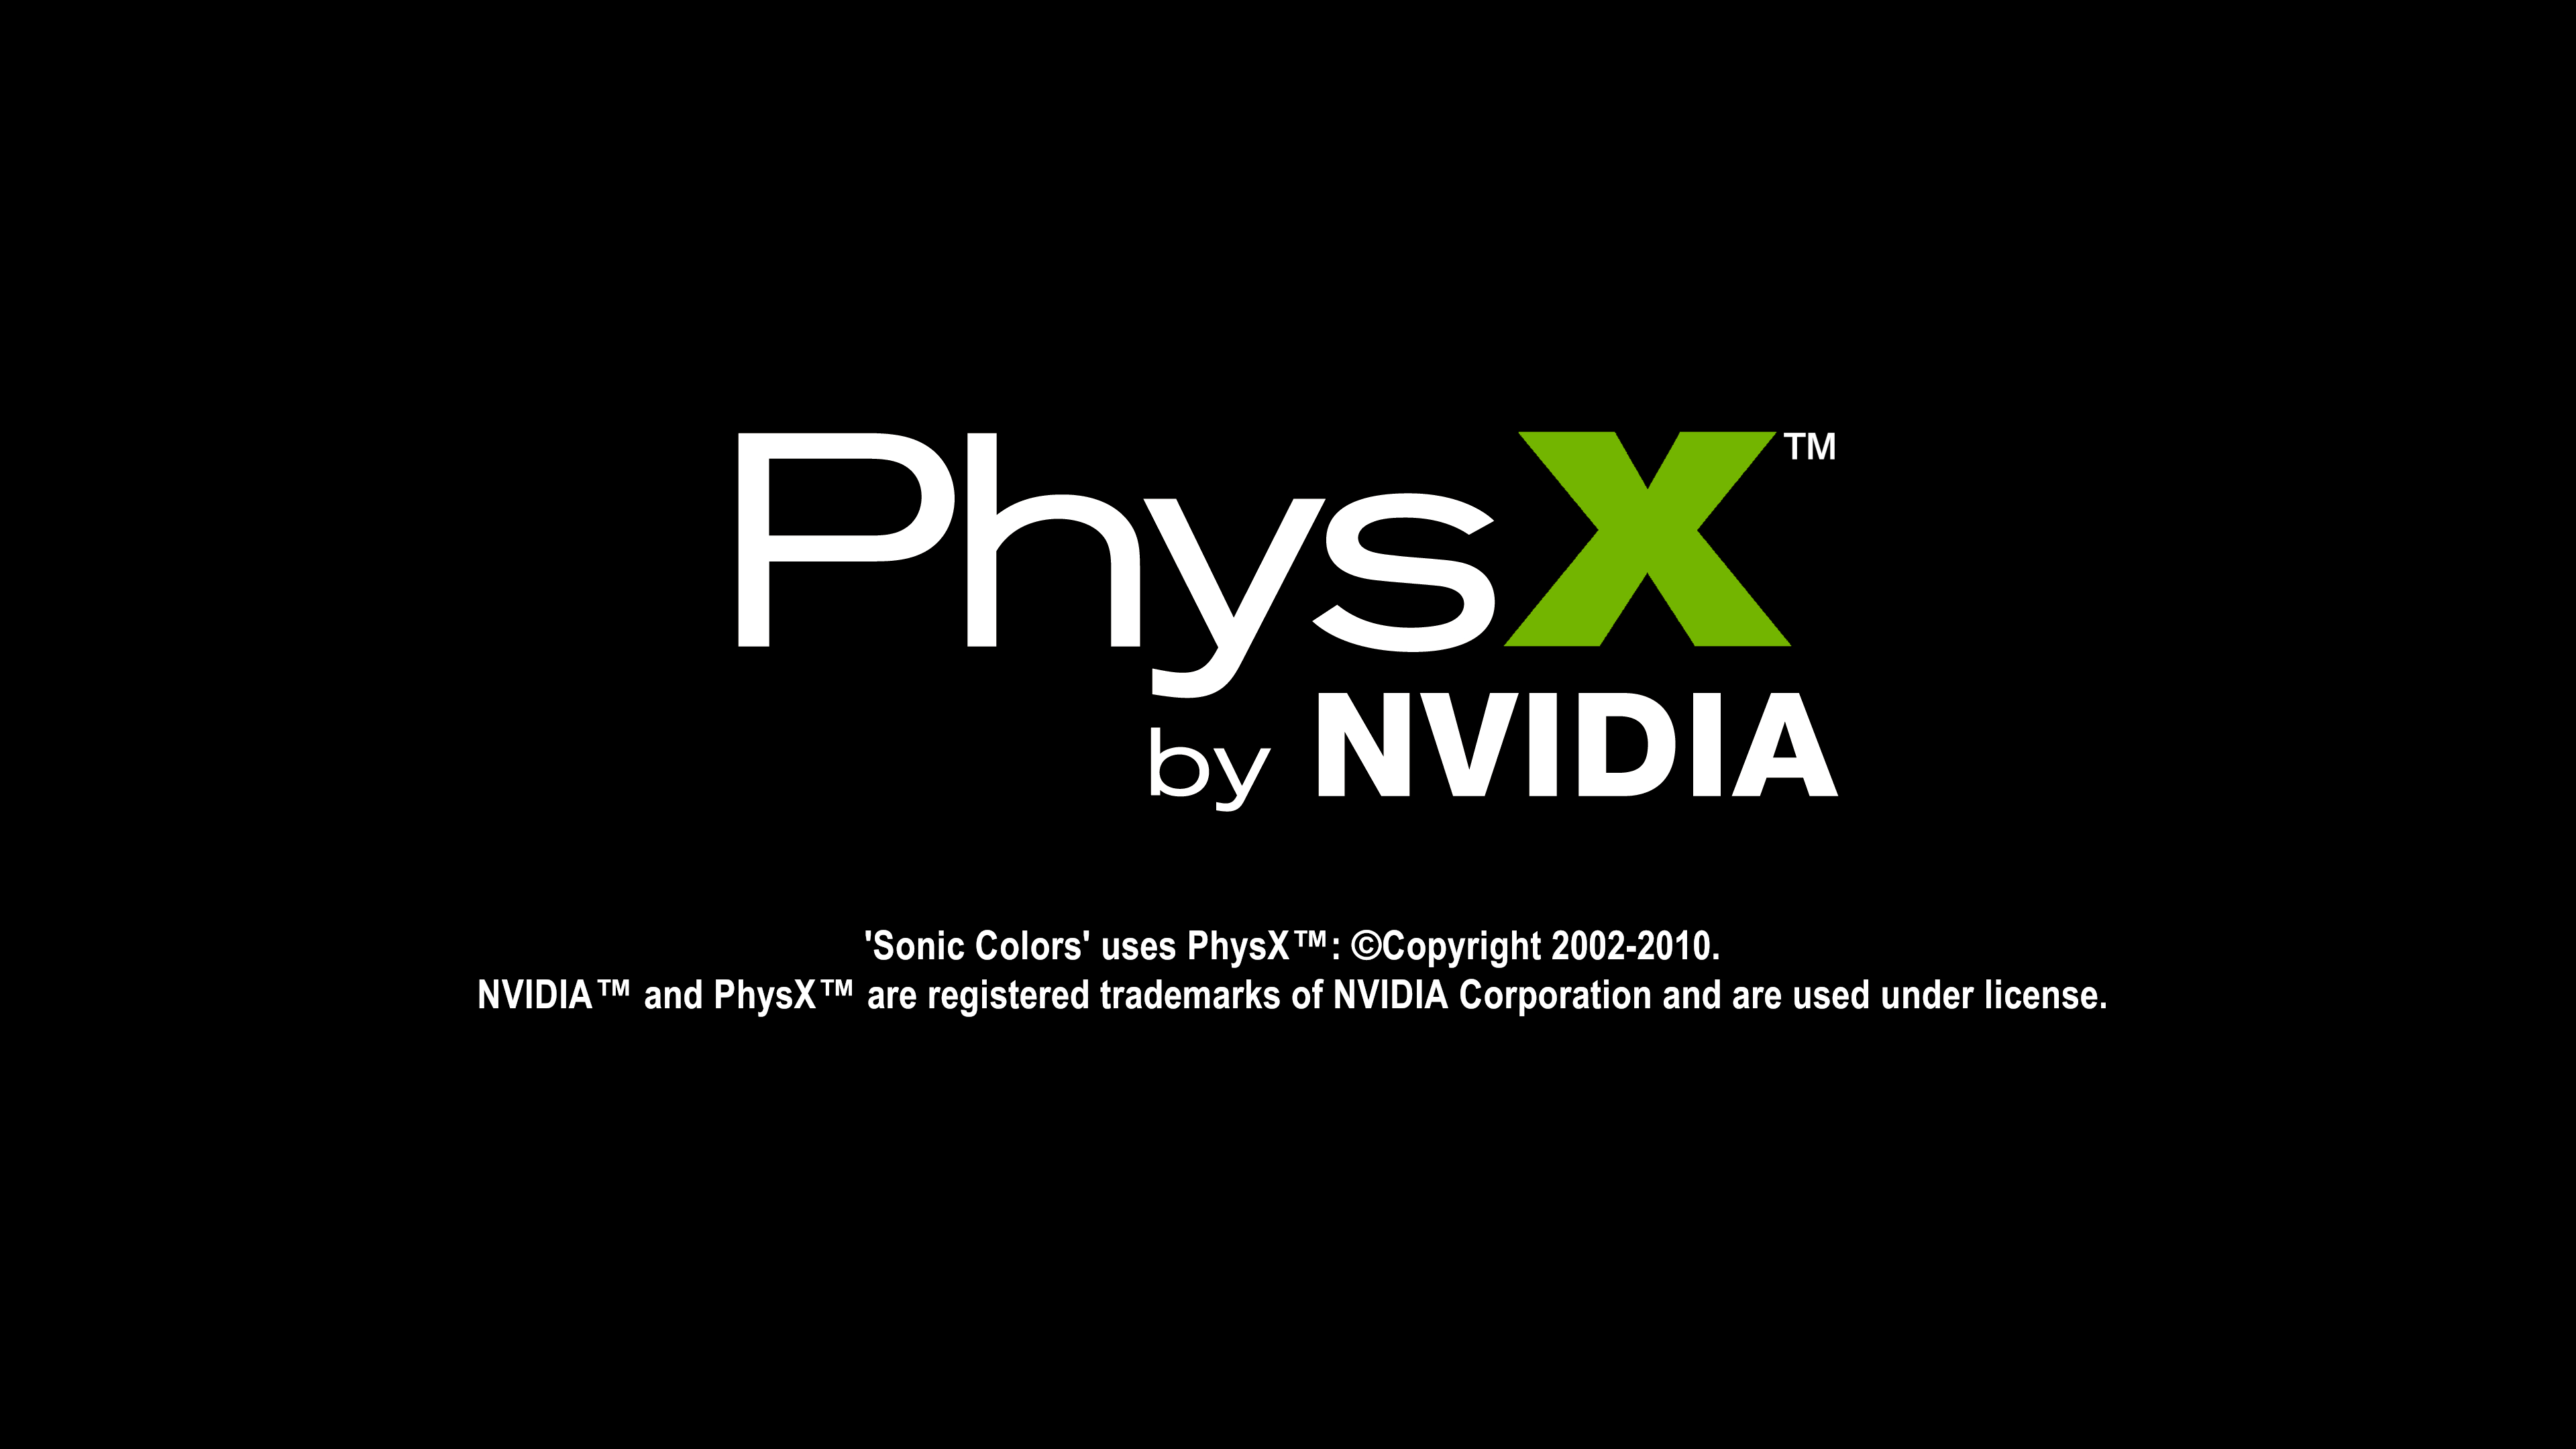 PhysX™
by NVIDIA
'Sonic Colors' uses PhysX™: ©Copyright 2002-2010.
NVIDIA™ and PhysX™ are registered trademarks of NVIDIA Corporation and are used under license.